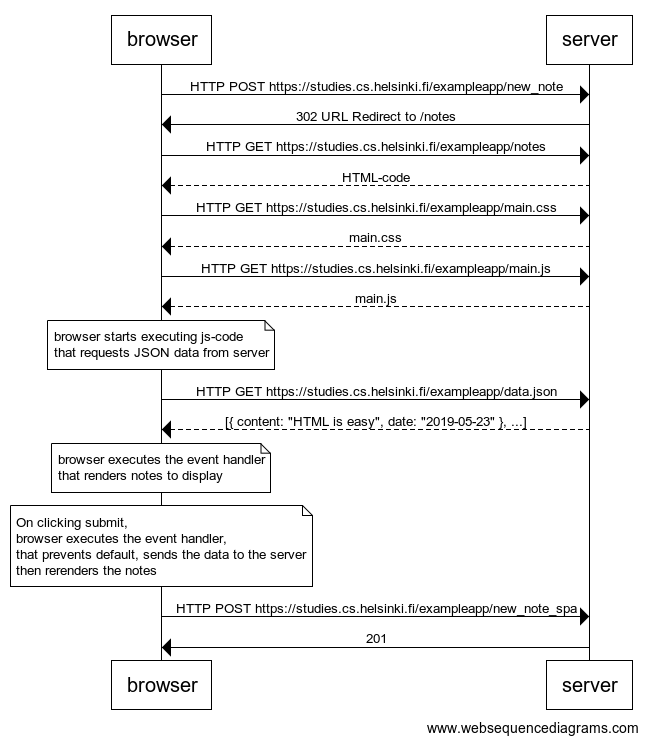 browser
server
HTTP POST https://studies.cs.helsinki.fi/exampleapp/new_note
302 URL Redirect to /notes
HTTP GET https://studies.cs.helsinki.fi/exampleapp/notes
HTML-code
HTTP GET https://studies.cs.helsinki.fi/exampleapp/main.css
main.css
HTTP GET https://studies.cs.helsinki.fi/exampleapp/main.js
main.js
browser starts executing js-code
that requests JSON data from server
HTTP GET https://studies.cs.helsinki.fi/exampleapp/data.json
[{ content: "HTML is easy", date: "2019-05-23" }, ...]
browser executes the event handler
that renders notes to display
On clicking submit,
browser executes the event handler,
that prevents default, sends the data to the server
then rerenders the notes
HTTP POST https://studies.cs.helsinki.fi/exampleapp/new_note_spa
201
browser
server
www.websequencediagrams.com